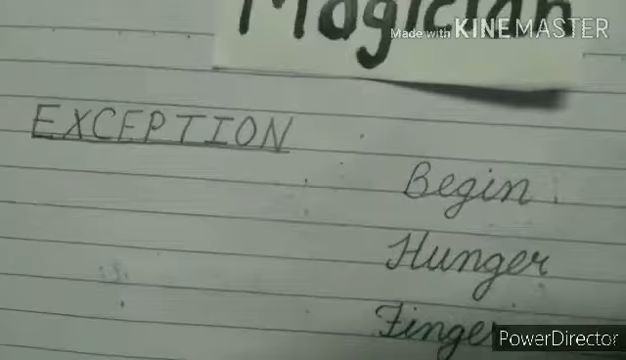 Magician
Made with KINEMASTER
EXCEPTION
Begin
Hunger
Finger
PowerDirector